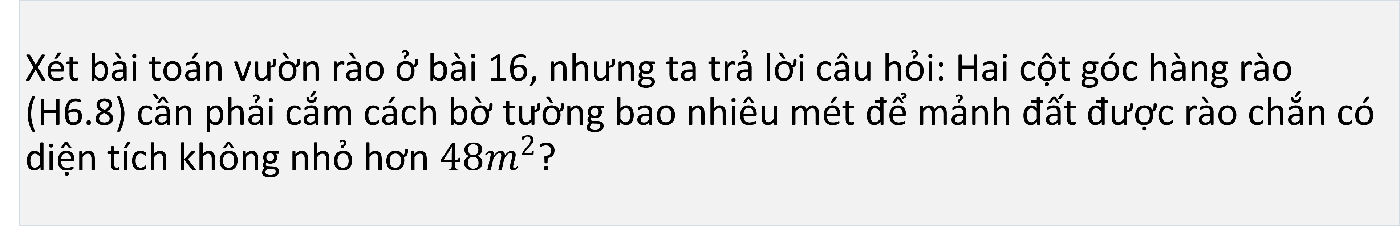 Xét bài toán vườn rào ở bài 16, nhưng ta trả lời câu hỏi: Hai cột góc hàng rào
(H6.8) cần phải cắm cách bờ tường bao nhiêu mét để mảnh đất được rào chắn có
diện tích không nhỏ hơn 48m²?